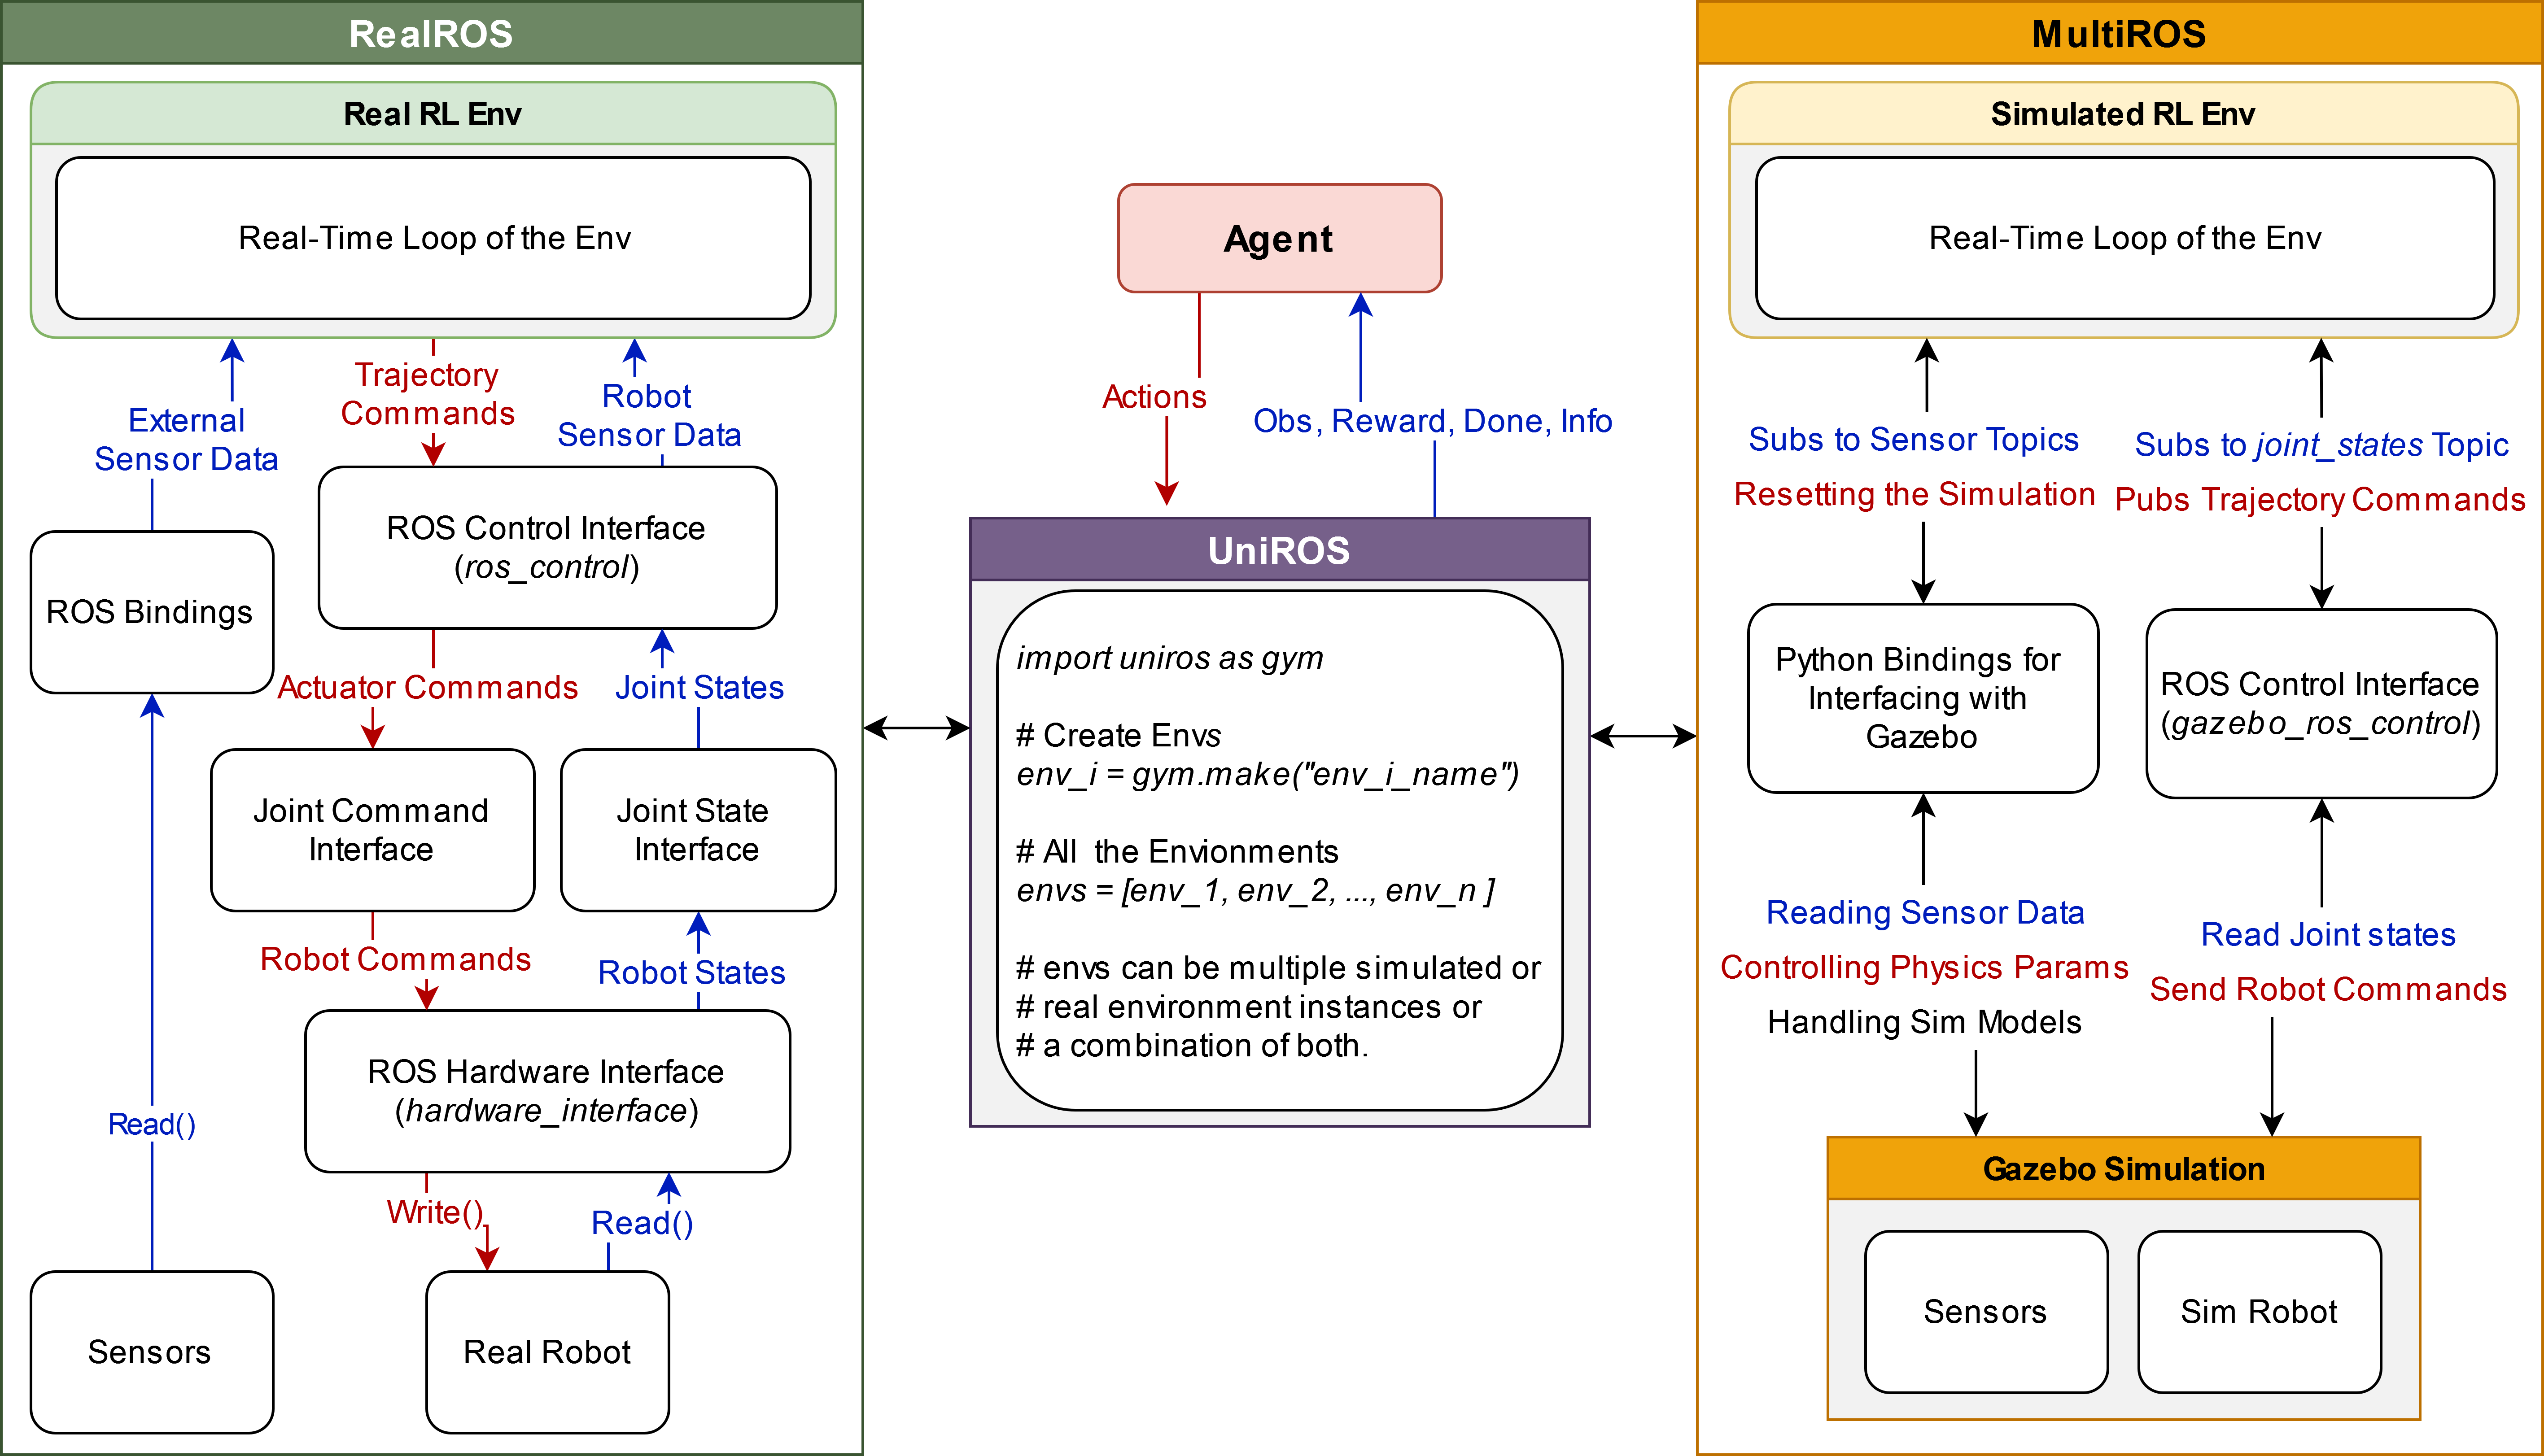 RealROS
Real RL Env
Real-Time Loop of the Env
External
Sensor Data
Trajectory
Commands
Robot
Sensor Data
ROS Control Interface
(ros_control)
ROS Bindings
Actuator Commands
Joint States
Joint Command
Interface
Joint State
Interface
Robot Commands
Robot States
ROS Hardware Interface
(hardware_interface)
Read()
Write()
Read()
Sensors
Real Robot
Agent
Actions
Obs, Reward, Done, Info
UniROS
import uniros as gym
# Create Envs
env_i = gym.make("env_i_name")
# All  the Envionments
envs = [env_1, env_2, ..., env_n ]
# envs can be multiple simulated or
# real environment instances or
# a combination of both.
MultiROS
Simulated RL Env
Real-Time Loop of the Env
Subs to Sensor Topics
Resetting the Simulation
Subs to joint_states Topic
Pubs Trajectory Commands
Python Bindings for
Interfacing with
Gazebo
ROS Control Interface
(gazebo_ros_control)
Reading Sensor Data
Controlling Physics Params
Handling Sim Models
Read Joint states
Send Robot Commands
Gazebo Simulation
Sensors
Sim Robot